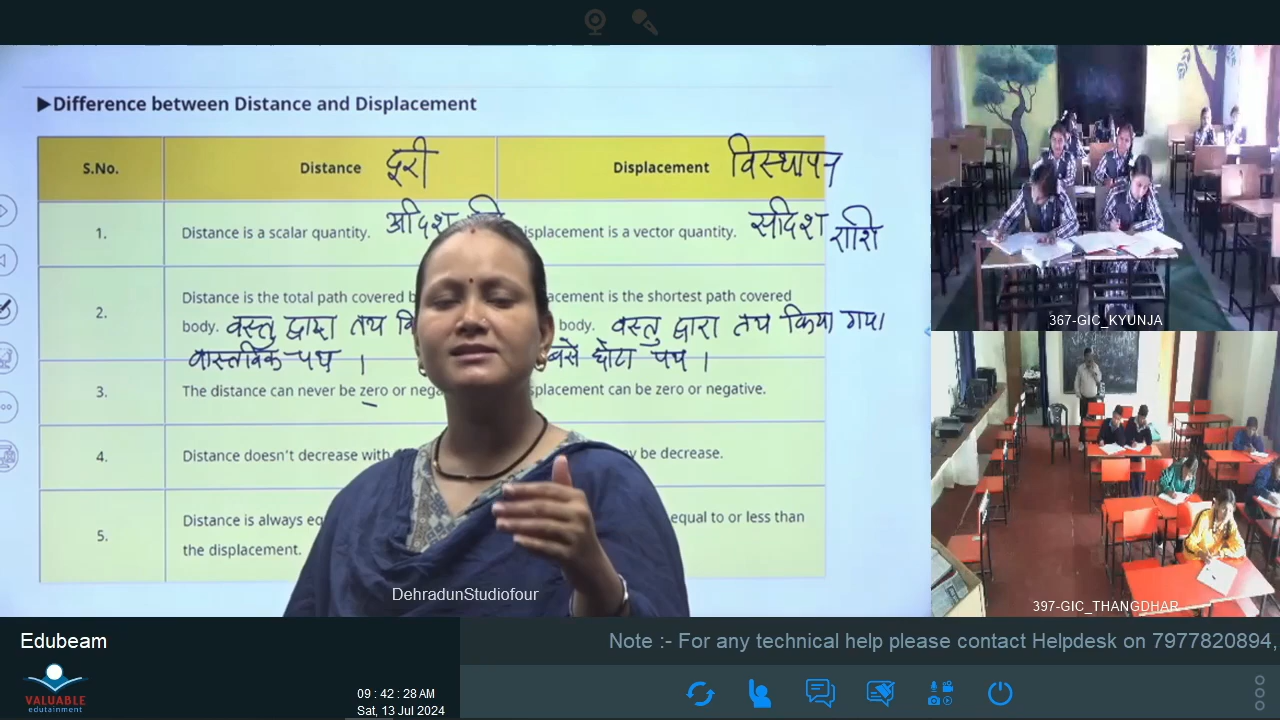 ▶Difference between Distance and Displacement
S.No.
Distance दूरी
Displacement विस्थापन
1.
Distance is a scalar quantity. अदिश
isplacement is a vector quantity. सदिश राशि
2.
Distance is the total path covered b
body. वस्तु द्वारा तय कि
वास्तविक पथ ।
acement is the shortest path covered
body. वस्तु द्वारा तय किया गया
बसे छोटा पथ ।
3.
The distance can never be zero or nega
splacement can be zero or negative.
4.
Distance doesn't decrease with
y be decrease.
5.
Distance is always eq
the displacement.
equal to or less than
DehradunStudiofour
367-GIC_KYUNJA
397-GIC_THANGDHAR
Edubeam
VALUABLE
edutainment
09 : 42 : 28 AM
Sat, 13 Jul 2024
Note :- For any technical help please contact Helpdesk on 7977820894,